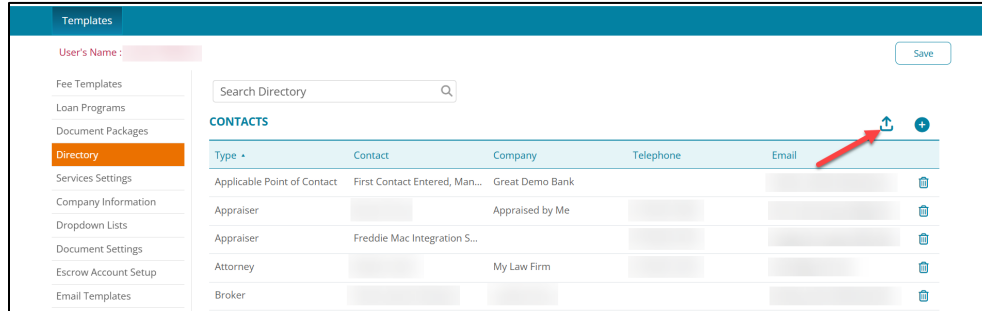 Templates
User's Name :
Save
Fee Templates
Loan Programs
Document Packages
Directory
Services Settings
Company Information
Dropdown Lists
Document Settings
Escrow Account Setup
Email Templates
Search Directory
CONTACTS
Type Contact Company Telephone Email
Applicable Point of Contact First Contact Entered, Man... Great Demo Bank
Appraiser Appraised by Me
Appraiser Freddie Mac Integration S...
Attorney My Law Firm
Broker